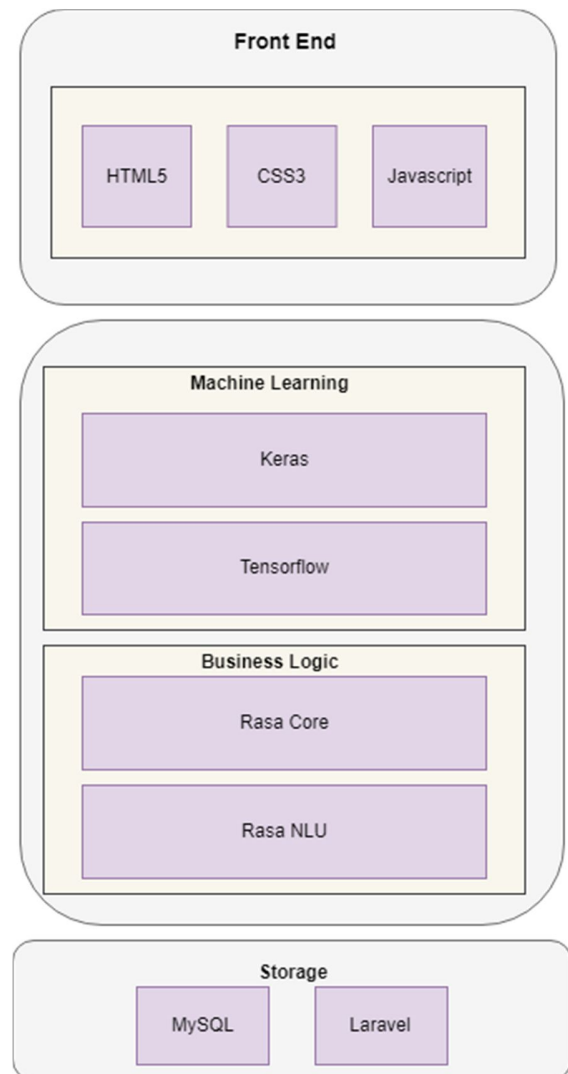 Front End
HTML5
CSS3
Javascript
Machine Learning
Keras
Tensorflow
Business Logic
Rasa Core
Rasa NLU
Storage
MySQL
Laravel